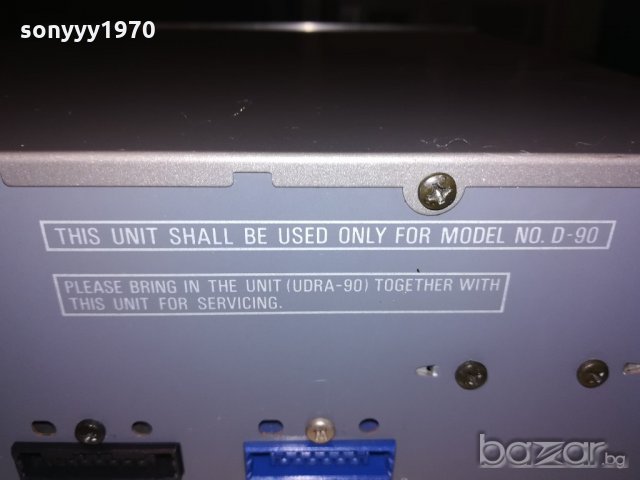 sonyyy1970
THIS UNIT SHALL BE USED ONLY FOR MODEL NO. D-90
PLEASE BRING IN THE UNIT (UDRA-90) TOGETHER WITH
THIS UNIT FOR SERVICING.
bazar.bg